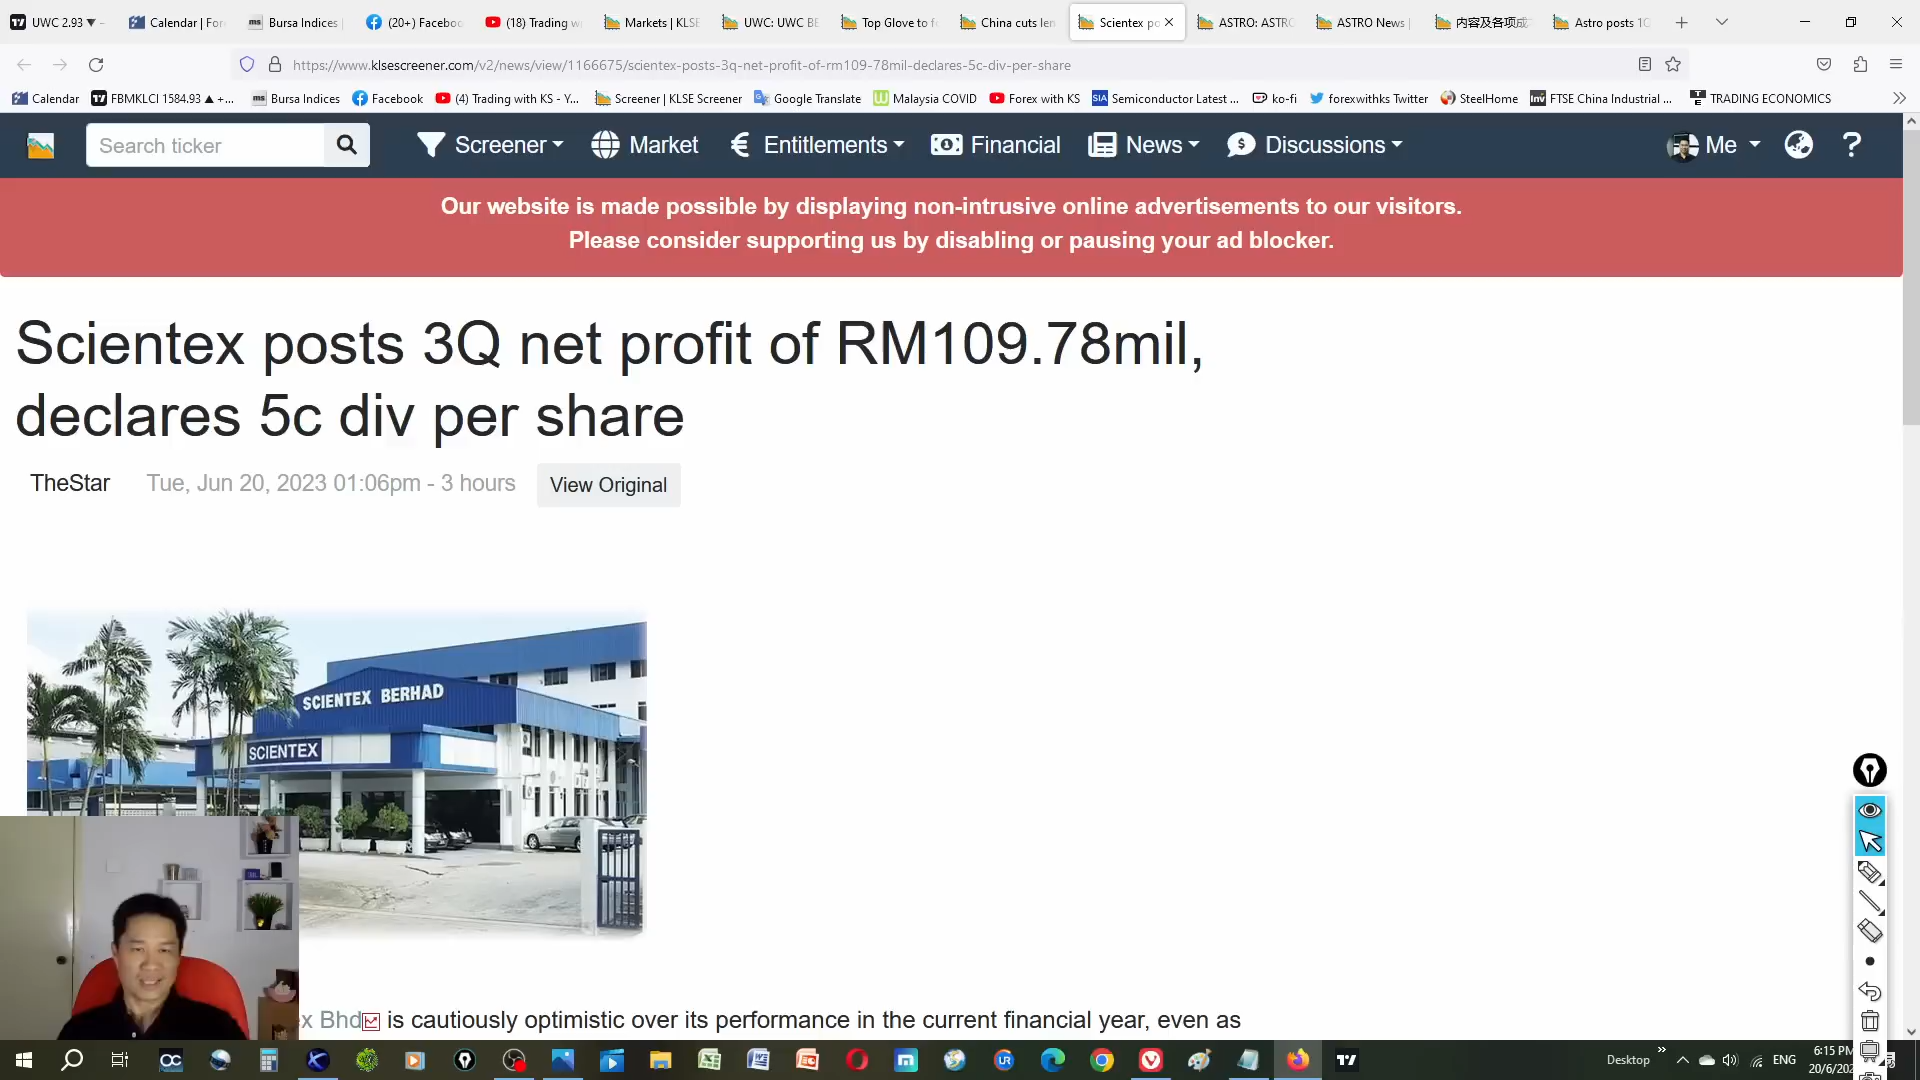 UWC 2.93 ▼ -
Calendar | For
Bursa Indices
(20+) Facebo
(18) Trading w
Markets | KLSE
UWC: UWC BE
Top Glove to f
China cuts len
Scientex po
ASTRO: ASTRO
ASTRO News |
内容及各项成
Astro posts 1Q
https://www.klsescreener.com/v2/news/view/1166675/scientex-posts-3q-net-profit-of-rm109-78mil-declares-5c-div-per-share
Calendar
FBMKLCI 1584.93 ▲ +...
Bursa Indices
Facebook
(4) Trading with KS - Y...
Screener | KLSE Screener
Google Translate
Malaysia COVID
Forex with KS
Semiconductor Latest ...
ko-fi
forexwithks Twitter
SteelHome
FTSE China Industrial ...
TRADING ECONOMICS
Search ticker
Screener
Market
Entitlements
Financial
News
Discussions
Me
?
Our website is made possible by displaying non-intrusive online advertisements to our visitors.
Please consider supporting us by disabling or pausing your ad blocker.
Scientex posts 3Q net profit of RM109.78mil,
declares 5c div per share
TheStar
Tue, Jun 20, 2023 01:06pm - 3 hours
View Original
SCIENTEX BERHAD
SCIENTEX
x Bhd is cautiously optimistic over its performance in the current financial year, even as
Desktop
ENG
6:15 PM
20/6/20